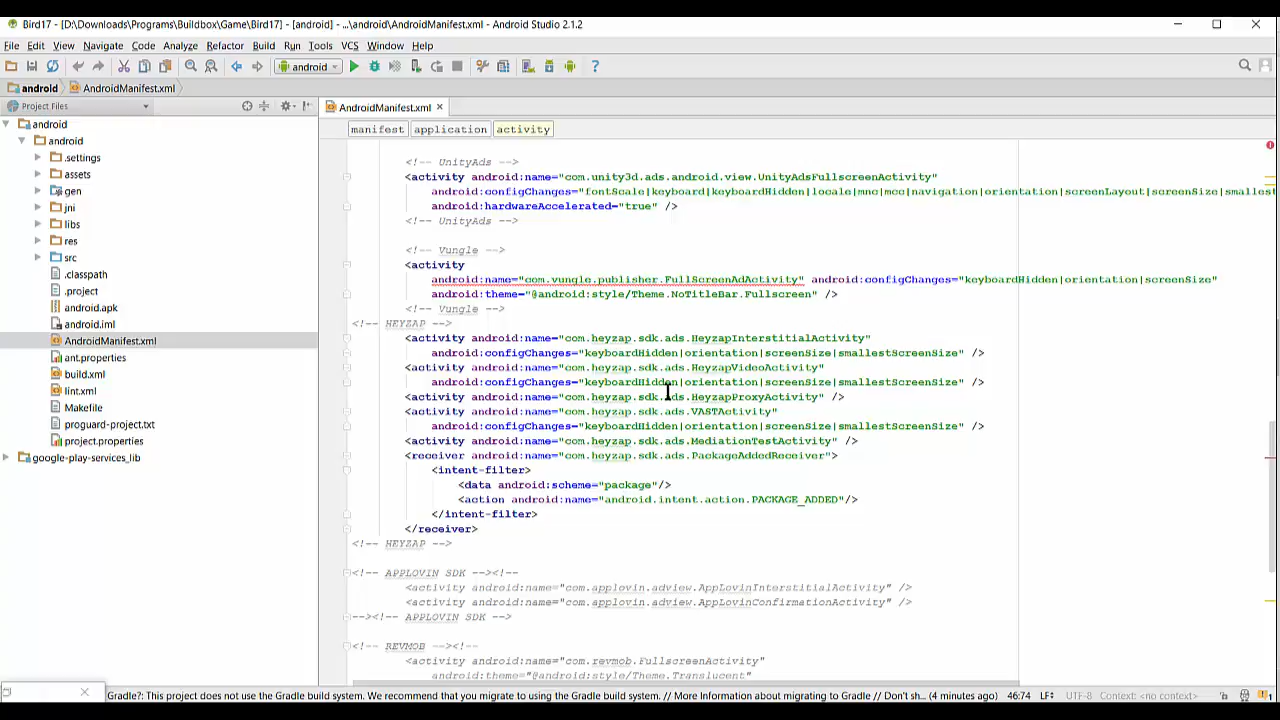 Bird17 - [D:\Downloads\Programs\Buildbox\Game\Bird17] - [android] - ...\android\AndroidManifest.xml - Android Studio 2.1.2
File Edit View Navigate Code Analyze Refactor Build Run Tools VCS Window Help
android
android AndroidManifest.xml
Project Files
AndroidManifest.xml
manifest application activity
android
android
.settings
assets
gen
jni
libs
res
src
.classpath
.project
android.apk
android.iml
AndroidManifest.xml
ant.properties
build.xml
lint.xml
Makefile
proguard-project.txt
project.properties
google-play-services_lib
<!-- UnityAds -->
<activity android:name="com.unity3d.ads.android.view.UnityAdsFullscreenActivity"
android:configChanges="fontScale|keyboard|keyboardHidden|locale|mnc|mcc|navigation|orientation|screenLayout|screenSize|smallest
android:hardwareAccelerated="true" />
<!-- UnityAds -->
<!-- Vungle -->
<activity
android:name="com.vungle.publisher.FullScreenAdActivity" android:configChanges="keyboardHidden|orientation|screenSize"
android:theme="@android:style/Theme.NoTitleBar.Fullscreen" />
<!-- Vungle -->
<!-- HEYZAP -->
<activity android:name="com.heyzap.sdk.ads.HeyzapInterstitialActivity"
android:configChanges="keyboardHidden|orientation|screenSize|smallestScreenSize" />
<activity android:name="com.heyzap.sdk.ads.HeyzapVideoActivity"
android:configChanges="keyboardHidden|orientation|screenSize|smallestScreenSize" />
<activity android:name="com.heyzap.sdk.ads.HeyzapProxyActivity" />
<activity android:name="com.heyzap.sdk.ads.VASTActivity"
android:configChanges="keyboardHidden|orientation|screenSize|smallestScreenSize" />
<activity android:name="com.heyzap.sdk.ads.MediationTestActivity" />
<receiver android:name="com.heyzap.sdk.ads.PackageAddedReceiver">
<intent-filter>
<data android:scheme="package"/>
<action android:name="android.intent.action.PACKAGE_ADDED"/>
</intent-filter>
</receiver>
<!-- HEYZAP -->
<!-- APPLOVIN SDK --><!--
<activity android:name="com.applovin.adview.AppLovinInterstitialActivity" />
<activity android:name="com.applovin.adview.AppLovinConfirmationActivity" />
--><!-- APPLOVIN SDK -->
<!-- REVMOB --><!--
<activity android:name="com.revmob.FullscreenActivity"
android:theme="@android:style/Theme.Translucent"
Gradle?: This project does not use the Gradle build system. We recommend that you migrate to using the Gradle build system. // More Information about migrating to Gradle // Don't sh... (4 minutes ago) 46:74 LF UTF-8 Context: <no context>